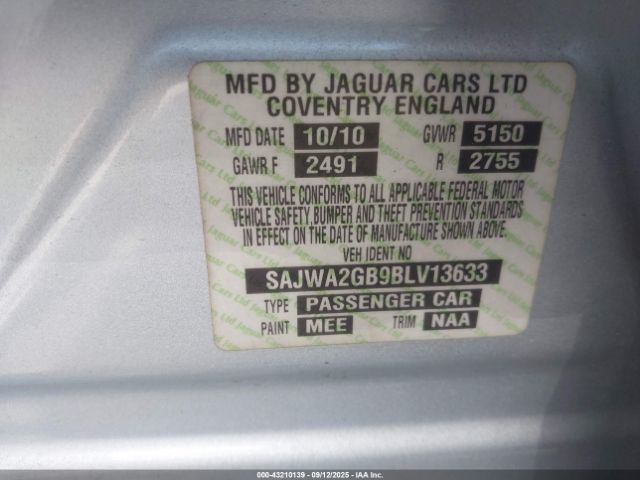 MFD BY JAGUAR CARS LTD
COVENTRY ENGLAND
MFD DATE 10/10 GVWR 5150
GAWR F 2491 R 2755
THIS VEHICLE CONFORMS TO ALL APPLICABLE FEDERAL MOTOR
VEHICLE SAFETY,BUMPER AND THEFT PREVENTION STANDARDS
IN EFFECT ON THE DATE OF MANUFACTURE SHOWN ABOVE.
VEH IDENT NO
SAJWA2GB9BLV13633
TYPE PASSENGER CAR
PAINT MEE TRIM NAA
000-43210139 - 09/12/2025 - IAA Inc.